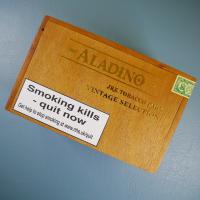 ALADINO
JRE TOBACCO FARM
VINTAGE SELECTION
Smoking kills
- quit now
Get help to stop smoking at www.nhs.uk/quit